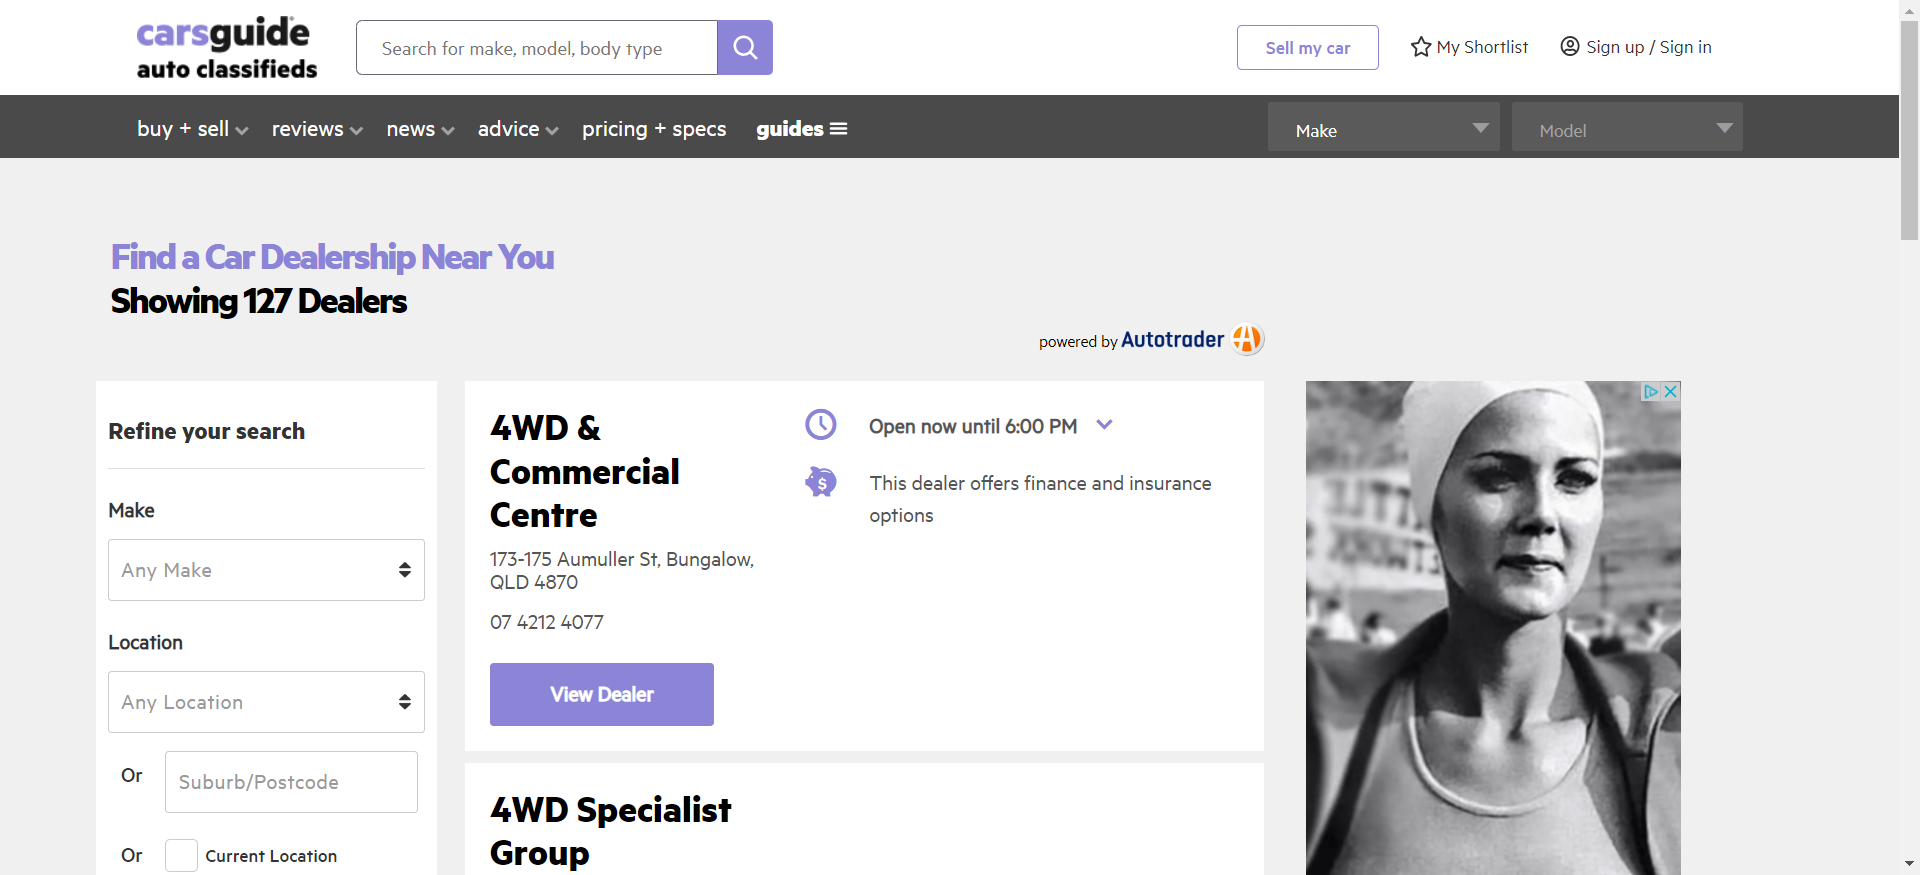 carsguide
auto classifieds
Search for make, model, body type
Sell my car
My Shortlist
Sign up / Sign in
buy + sell
reviews
news
advice
pricing + specs
guides
Make
Model
Find a Car Dealership Near You
Showing 127 Dealers
powered by Autotrader
Refine your search
Make
Any Make
Location
Any Location
Or
Suburb/Postcode
Or
Current Location
4WD &
Commercial
Centre
173-175 Aumuller St, Bungalow,
QLD 4870
07 4212 4077
View Dealer
Open now until 6:00 PM
This dealer offers finance and insurance
options
4WD Specialist
Group